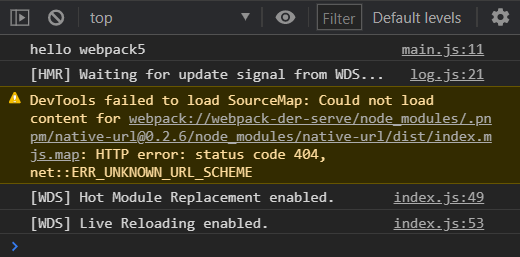 top Filter Default levels
hello webpack5 main.js:11
[HMR] Waiting for update signal from WDS... log.js:21
DevTools failed to load SourceMap: Could not load
content for webpack://webpack-der-serve/node_modules/.pn
pm/native-url@0.2.6/node_modules/native-url/dist/index.m
js.map: HTTP error: status code 404,
net::ERR_UNKNOWN_URL_SCHEME
[WDS] Hot Module Replacement enabled. index.js:49
[WDS] Live Reloading enabled. index.js:53